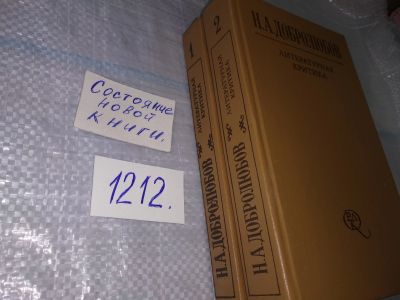 Состояние
новой
книги.
1212.
1
ЛИТЕРАТУРНАЯ
КРИТИКА
Н.А.ДОБРОЛЮБОВ
2
ЛИТЕРАТУРНАЯ
КРИТИКА
Н.А.ДОБРОЛЮБОВ
Н.А.ДОБРОЛЮБОВ
ЛИТЕРАТУРНАЯ
КРИТИКА